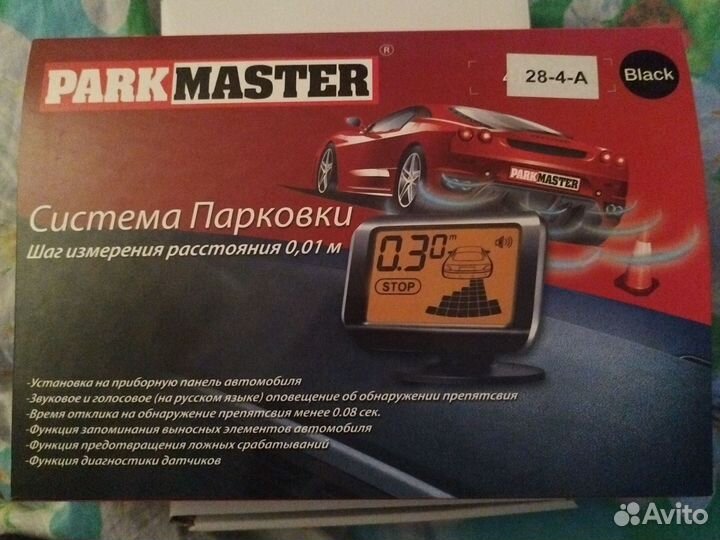 PARKMASTER ®
28-4-A
Black
PARKMASTER
Система Парковки
Шаг измерения расстояния 0,01 м
0.30 m
STOP
-Установка на приборную панель автомобиля
-Звуковое и голосовое (на русском языке) оповещение об обнаружении препятсвия
-Время отклика на обнаружение препятсвия менее 0.08 сек.
-Функция запоминания выносных элементов автомобиля
-Функция предотвращения ложных срабатываний
-Функция диагностики датчиков
Avito